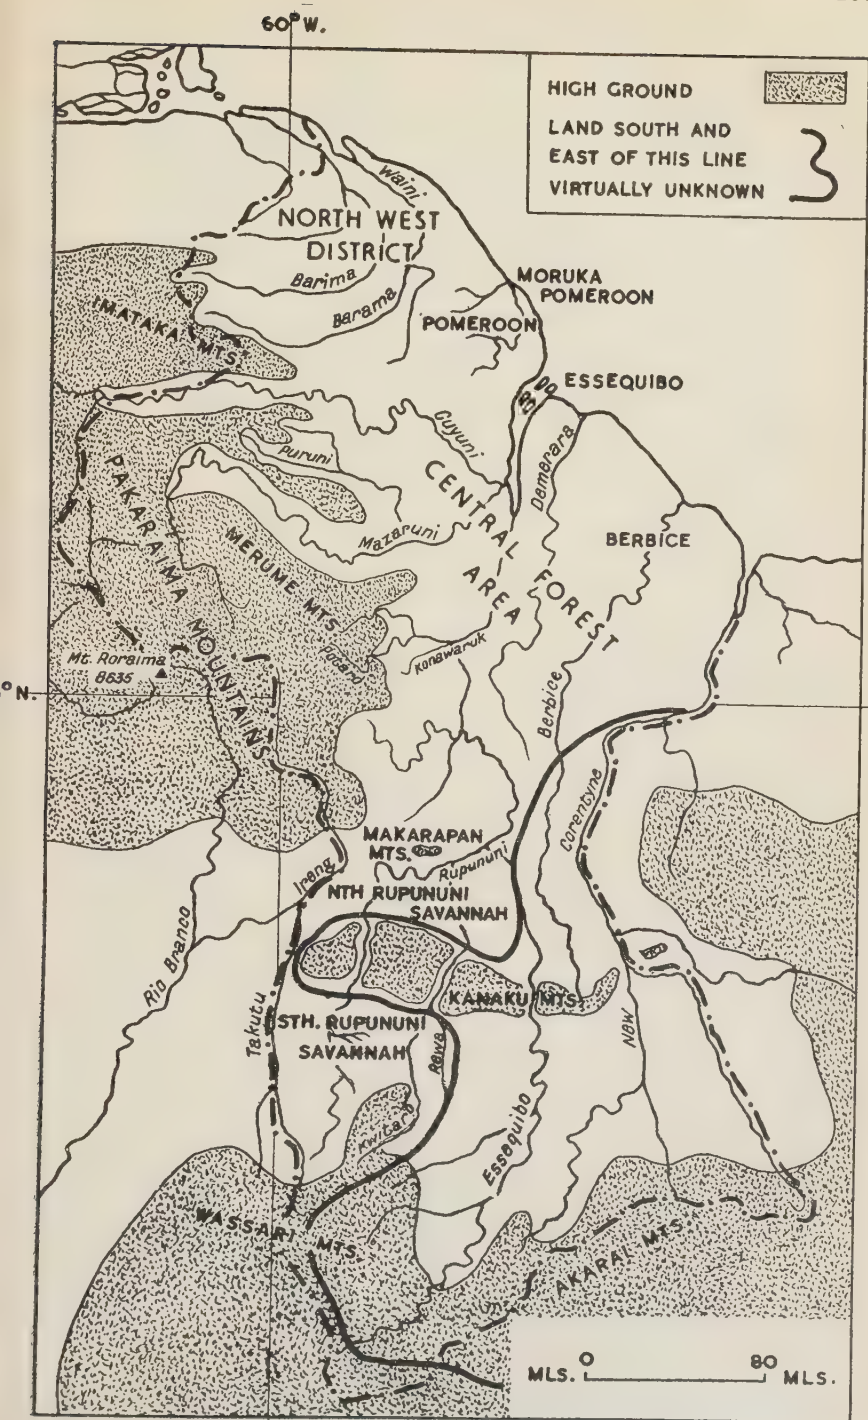 60°W.
HIGH GROUND
LAND SOUTH AND
EAST OF THIS LINE
VIRTUALLY UNKNOWN
Waini
NORTH WEST
DISTRICT
Barima
Barama
MORUKA
POMEROON
POMEROON
IMATAKA MTS.
ESSEQUIBO
Cuyuni
Demerara
Puruni
CENTRAL FOREST
AREA
Mazaruni
BERBICE
PAKARAIMA MOUNTAINS
MERUME MTS.
Konawaruk
Mt. Roraima
8635
°N.
Berbice
Corentyne
MAKARAPAN
MTS.
Rupununi
Ireng
NTH RUPUNUNI
SAVANNAH
Rio Branco
KANAKU MTS.
Takutu
STH. RUPUNUNI
SAVANNAH
Rewa
New
Kwitaro
Essequibo
WASSARI MTS.
AKARAI MTS.
MLS. 0 80 MLS.